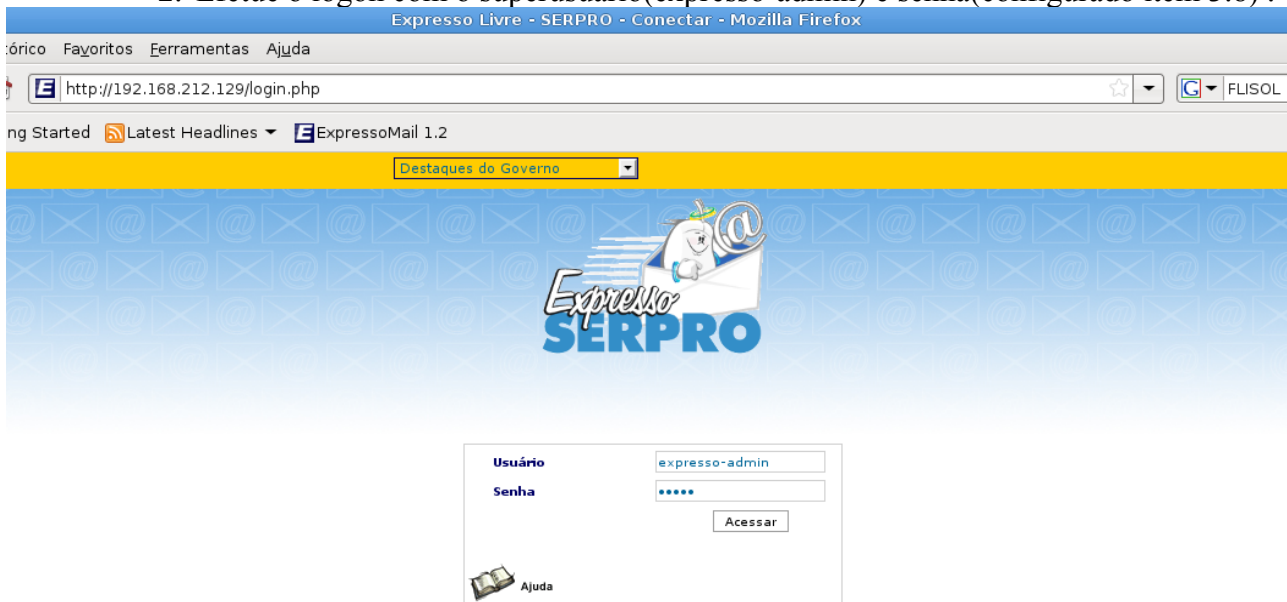 2. Efetue o logon com o superusuário(expresso-admin) e senha(configurado item 3.6) .
Expresso Livre - SERPRO - Conectar - Mozilla Firefox
tórico Favoritos Ferramentas Ajuda
http://192.168.212.129/login.php
G FLISOL
ng Started Latest Headlines ExpressoMail 1.2
Destaques do Governo
Expresso
SERPRO
Usuário expresso-admin
Senha •••••
Acessar
Ajuda